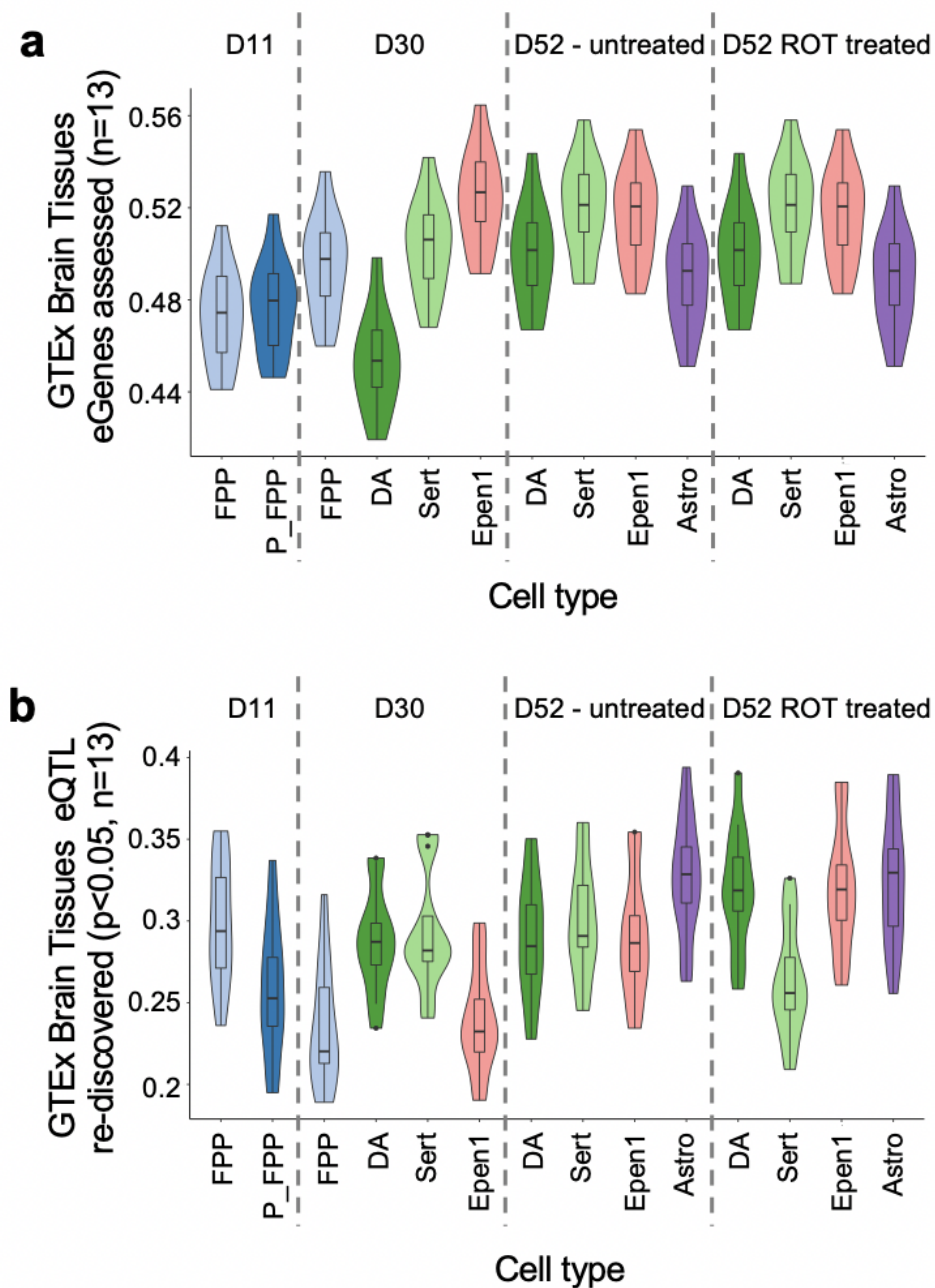 a
D11
D30
D52 - untreated
D52 ROT treated
GTEx Brain Tissues
eGenes assessed (n=13)
0.56
0.52
0.48
0.44
FPP
P_FPP
FPP
DA
Sert
Epen1
DA
Sert
Epen1
Astro
DA
Sert
Epen1
Astro
Cell type
b
D11
D30
D52 - untreated
D52 ROT treated
GTEx Brain Tissues eQTL
re-discovered (p<0.05, n=13)
0.4
0.35
0.3
0.25
0.2
FPP
P_FPP
FPP
DA
Sert
Epen1
DA
Sert
Epen1
Astro
DA
Sert
Epen1
Astro
Cell type